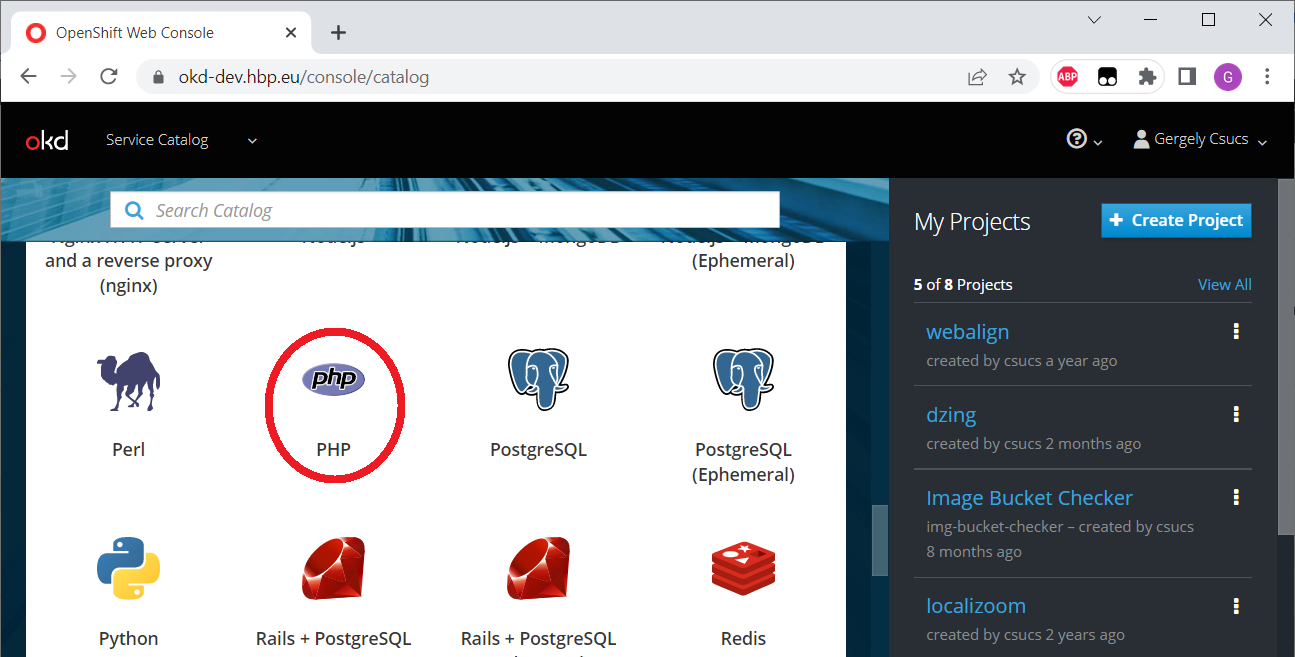 OpenShift Web Console
okd-dev.hbp.eu/console/catalog
ABP
G
okd
Service Catalog
?
Gergely Csucs
Search Catalog
My Projects
+ Create Project
5 of 8 Projects
View All
and a reverse proxy
(nginx)
(Ephemeral)
php
Perl
PHP
PostgreSQL
PostgreSQL
(Ephemeral)
Python
Rails + PostgreSQL
Rails + PostgreSQL
Redis
webalign
created by csucs a year ago
dzing
created by csucs 2 months ago
Image Bucket Checker
img-bucket-checker – created by csucs
8 months ago
localizoom
created by csucs 2 years ago